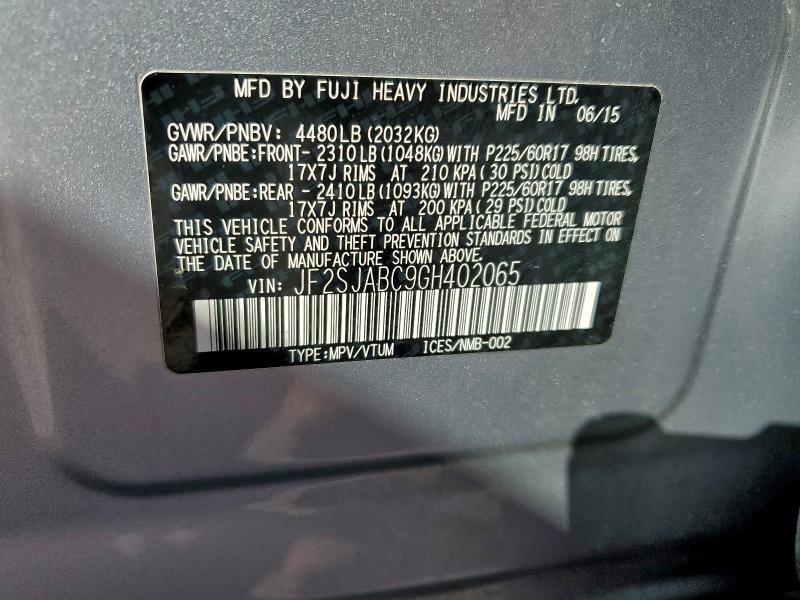 MFD BY FUJI HEAVY INDUSTRIES LTD.
MFD IN 06/15
GVWR/PNBV: 4480LB (2032KG)
GAWR/PNBE:FRONT- 2310LB (1048KG) WITH P225/60R17 98H TIRES,
17X7J RIMS AT 210 KPA ( 30 PSI) COLD
GAWR/PNBE:REAR - 2410LB (1093KG) WITH P225/60R17 98H TIRES,
17X7J RIMS AT 200 KPA ( 29 PSI) COLD
THIS VEHICLE CONFORMS TO ALL APPLICABLE FEDERAL MOTOR
VEHICLE SAFETY AND THEFT PREVENTION STANDARDS IN EFFECT ON
THE DATE OF MANUFACTURE SHOWN ABOVE.
VIN: JF2SJABC9GH402065
TYPE:MPV/VTUM ICES/NMB-002